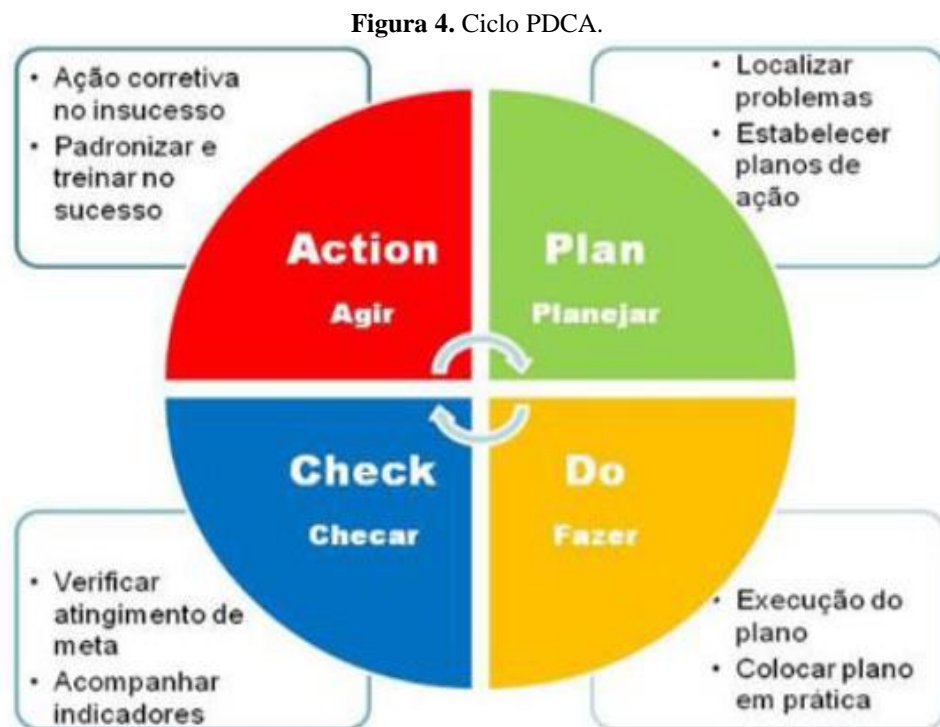 Figura 4. Ciclo PDCA.
• Ação corretiva
no insucesso
• Padronizar e
treinar no
sucesso
• Localizar
problemas
• Estabelecer
planos de
ação
Action
Agir
Plan
Planejar
Check
Checar
Do
Fazer
• Verificar
atingimento de
meta
• Acompanhar
indicadores
• Execução do
plano
• Colocar plano
em prática